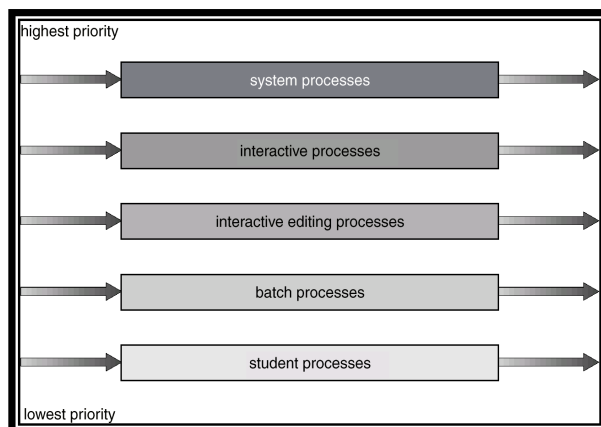 highest priority
system processes
interactive processes
interactive editing processes
batch processes
student processes
lowest priority